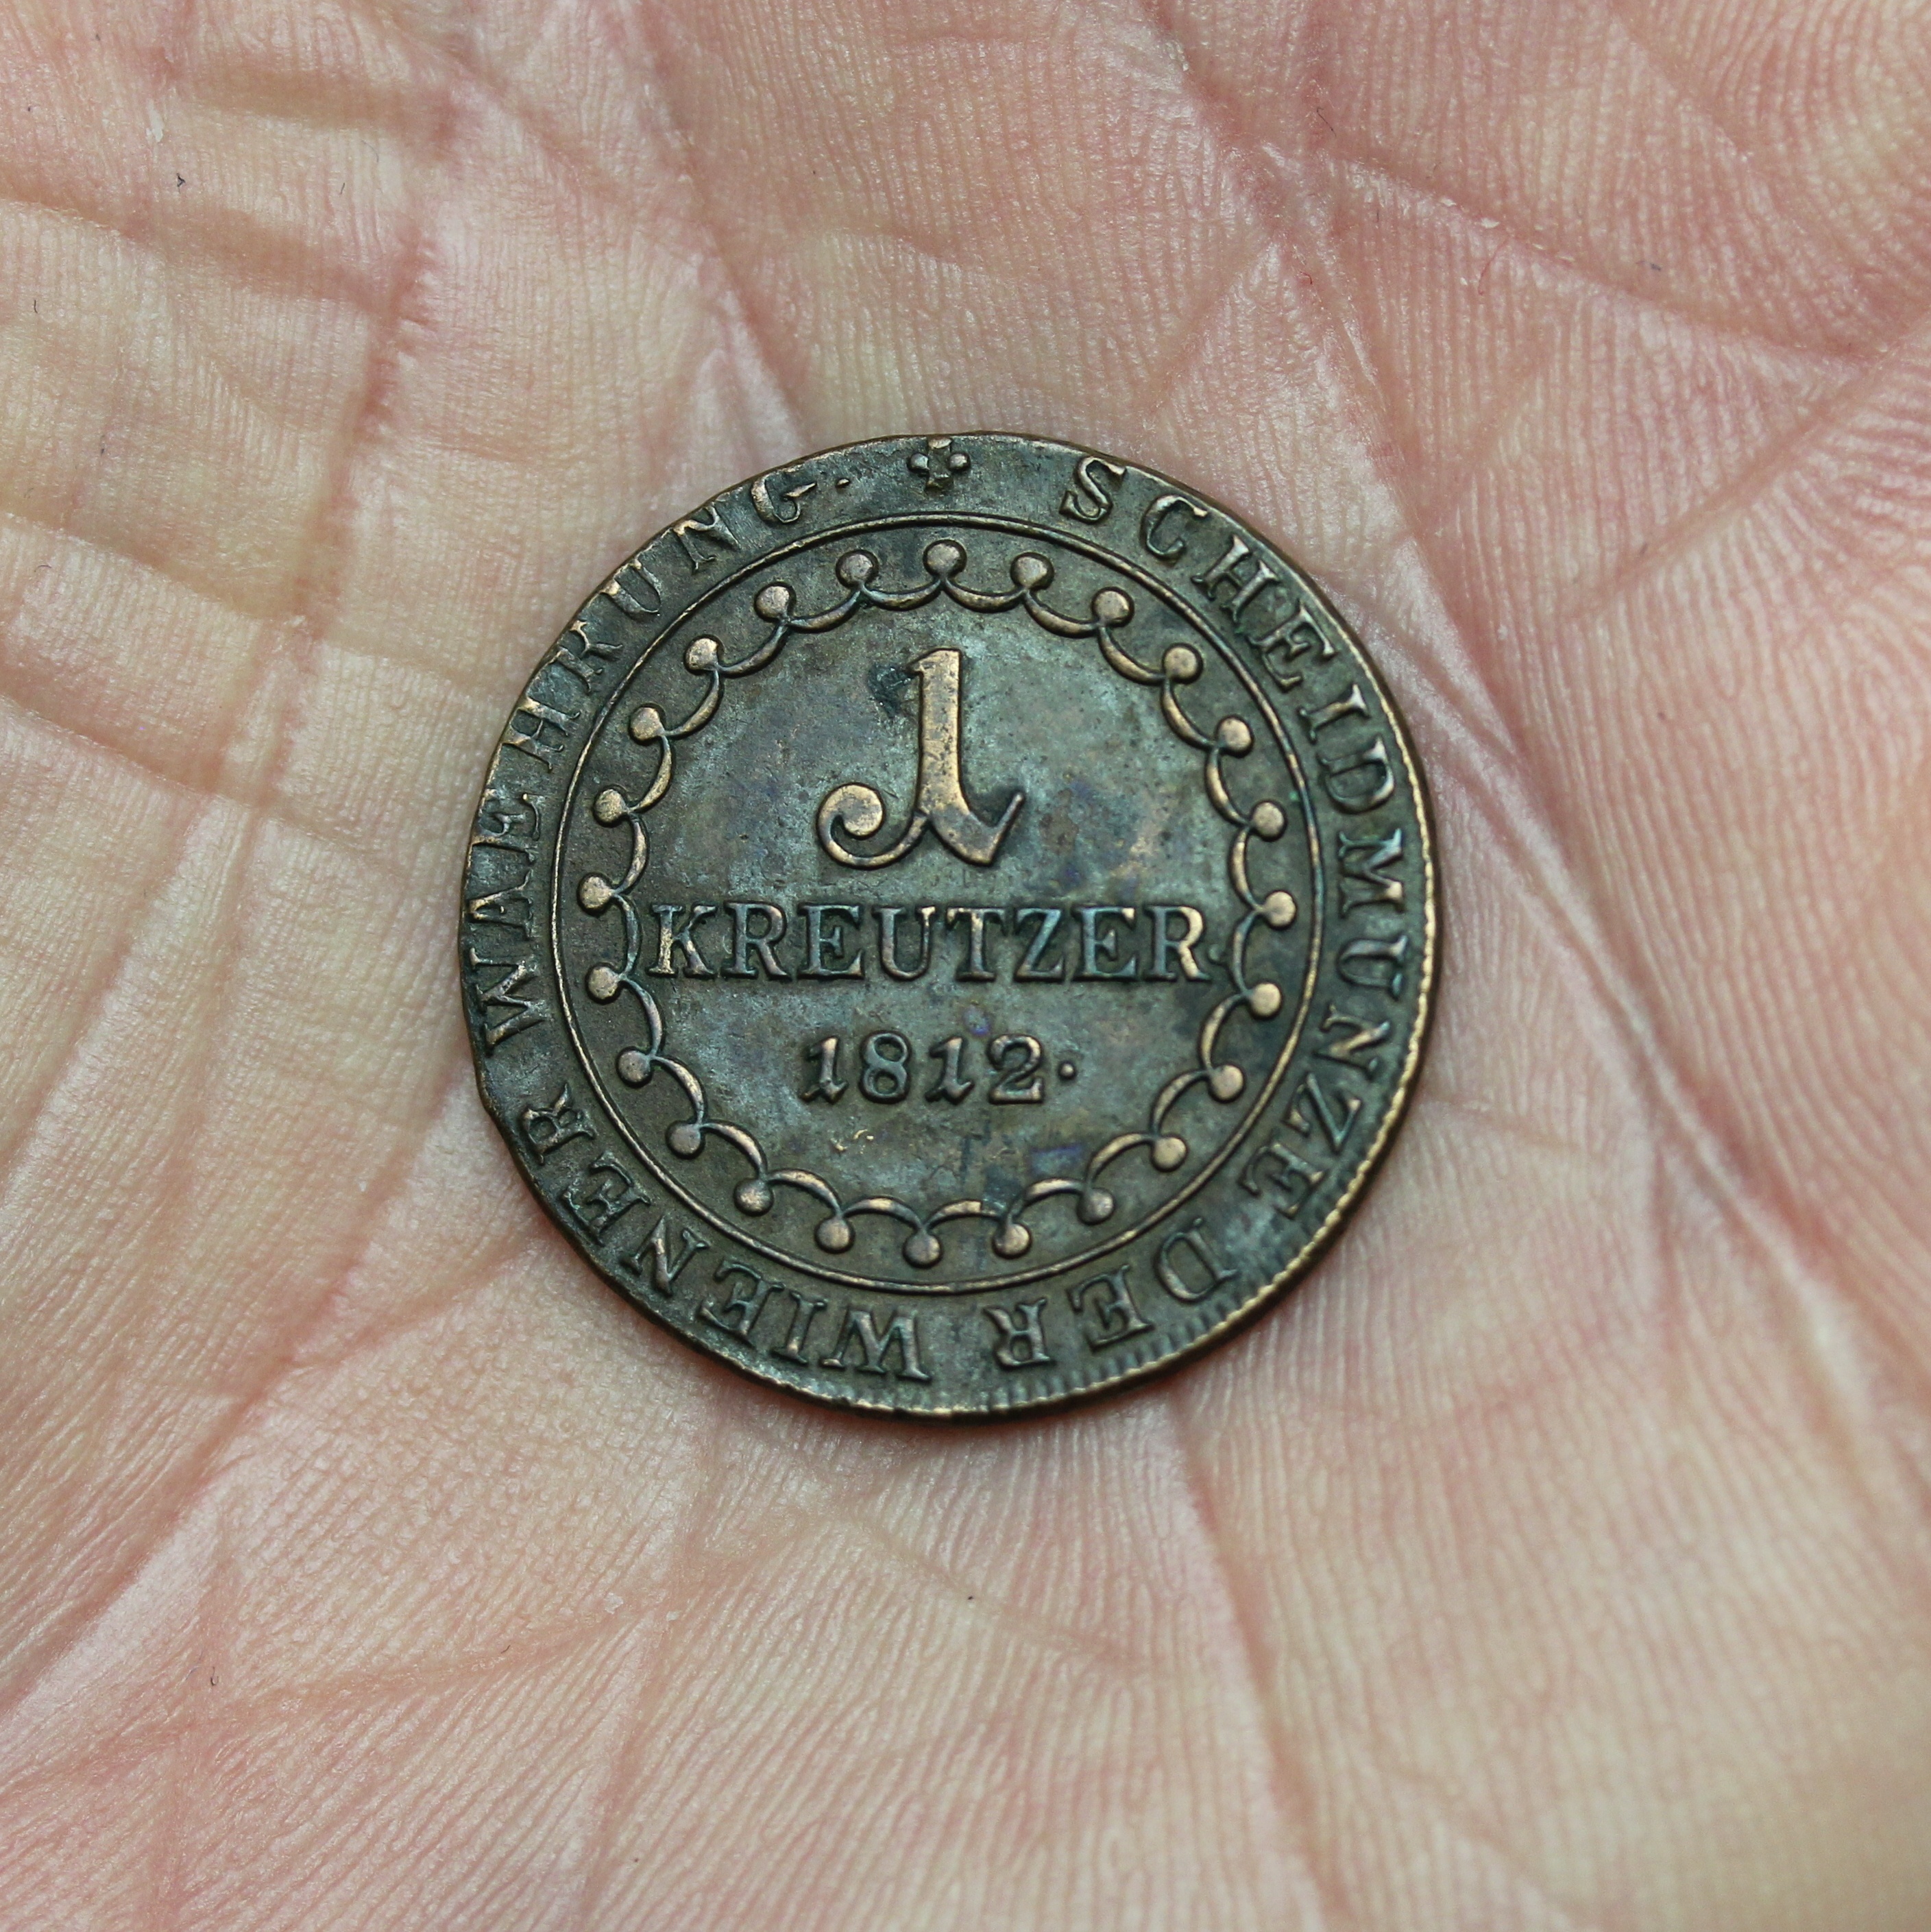 SCHEIDMUNZE DER WIENER WAEHRUNG.
1
KREUTZER.
1812.